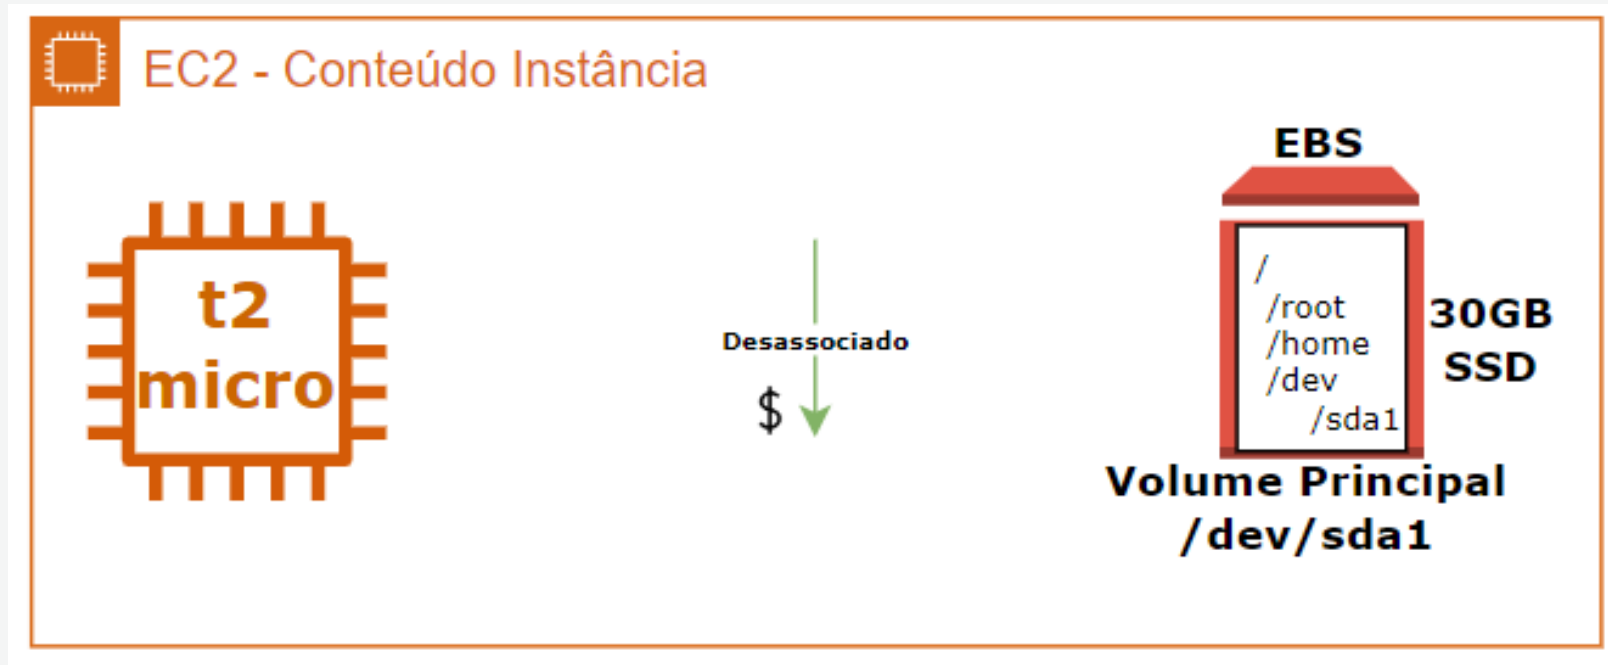 EC2 - Conteúdo Instância
t2
micro
Desassociado
$
EBS
/
/root
/home
/dev
/sda1
30GB
SSD
Volume Principal
/dev/sda1